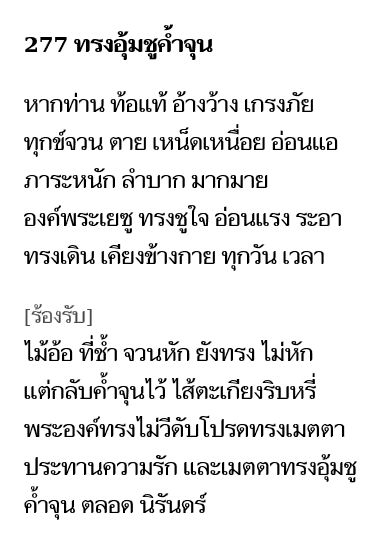 277 ทรงอุ้มชูค้ำจุน
หากท่าน ท้อแท้ อ้างว้าง เกรงภัย
ทุกข์จวน ตาย เหน็ดเหนื่อย อ่อนแอ
ภาระหนัก ลำบาก มากมาย
องค์พระเยซู ทรงชูใจ อ่อนแรง ระอา
ทรงเดิน เคียงข้างกาย ทุกวัน เวลา
[ร้องรับ]
ไม้อ้อ ที่ช้ำ จวนหัก ยังทรง ไม่หัก
แต่กลับค้ำจุนไว้ ไส้ตะเกียงริบหรี่
พระองค์ทรงไม่วีดับโปรดทรงเมตตา
ประทานความรัก และเมตตาทรงอุ้มชู
ค้ำจุน ตลอด นิรันดร์